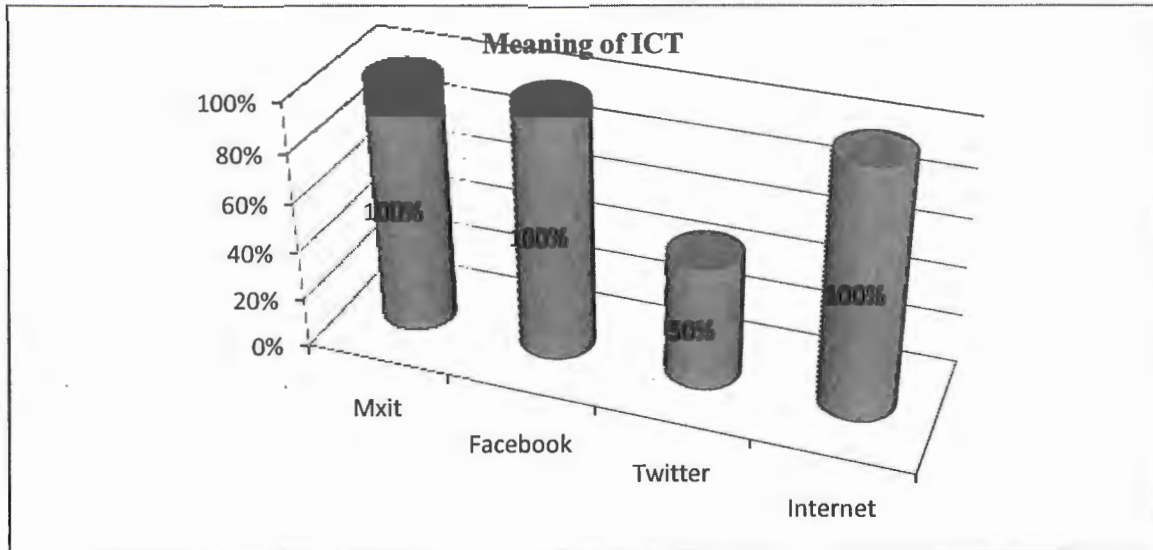 Meaning of ICT
100%
80%
60%
40%
20%
0%
100%
100%
50%
100%
Mxit
Facebook
Twitter
Internet